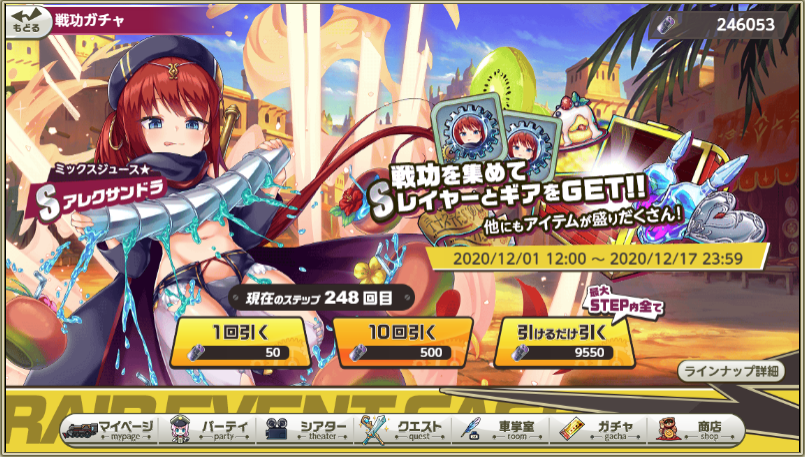 もどる
戦功ガチャ
246053
ミックスジュース★
S アレクサンドラ
戦功を集めて
SレイヤーとギアをGET!!
他にもアイテムが盛りだくさん!
2020/12/01 12:00 ～ 2020/12/17 23:59
現在のステップ 248 回目
最大
STEP内全て
1回引く
50
10回引く
500
引けるだけ引く
9550
ラインナップ詳細
RAID EVENT GACHA
マイページ
mypage
パーティ
party
シアター
theater
クエスト
quest
車掌室
room
ガチャ
gacha
商店
shop